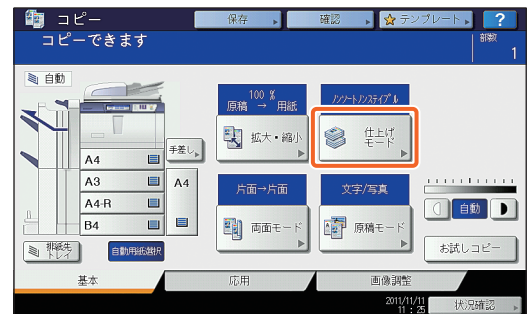 コピー
保存
確認
テンプレート
?
コピーできます
部数
1
自動
100 %
原稿 → 用紙
ノンソート/ノンステイプル
拡大・縮小
仕上げ
モード
手差し
A4
A3
A4-R
B4
A4
片面→片面
文字/写真
両面モード
原稿モード
自動
お試しコピー
排紙先
トレイ
自動用紙選択
基本
応用
画像調整
2011/11/11
11 : 25
状況確認